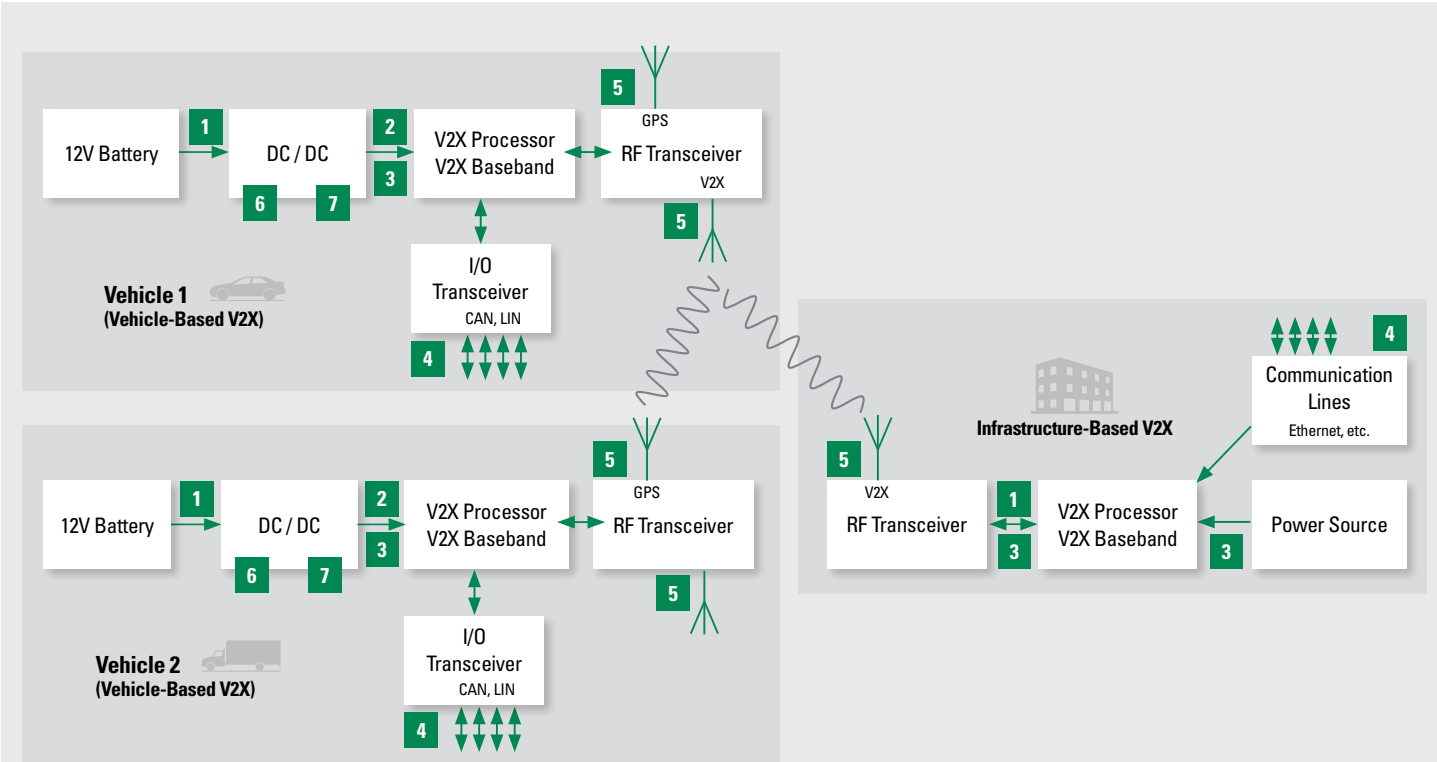 5
GPS
1
2
12V Battery
DC / DC
V2X Processor
V2X Baseband
RF Transceiver
3
V2X
6
7
5
I/O
Transceiver
CAN, LIN
4
Vehicle 1
(Vehicle-Based V2X)
5
GPS
1
2
12V Battery
DC / DC
V2X Processor
V2X Baseband
RF Transceiver
3
6
7
5
I/O
Transceiver
CAN, LIN
4
Vehicle 2
(Vehicle-Based V2X)
4
Communication
Lines
Ethernet, etc.
Infrastructure-Based V2X
5
V2X
RF Transceiver
1
3
V2X Processor
V2X Baseband
3
Power Source